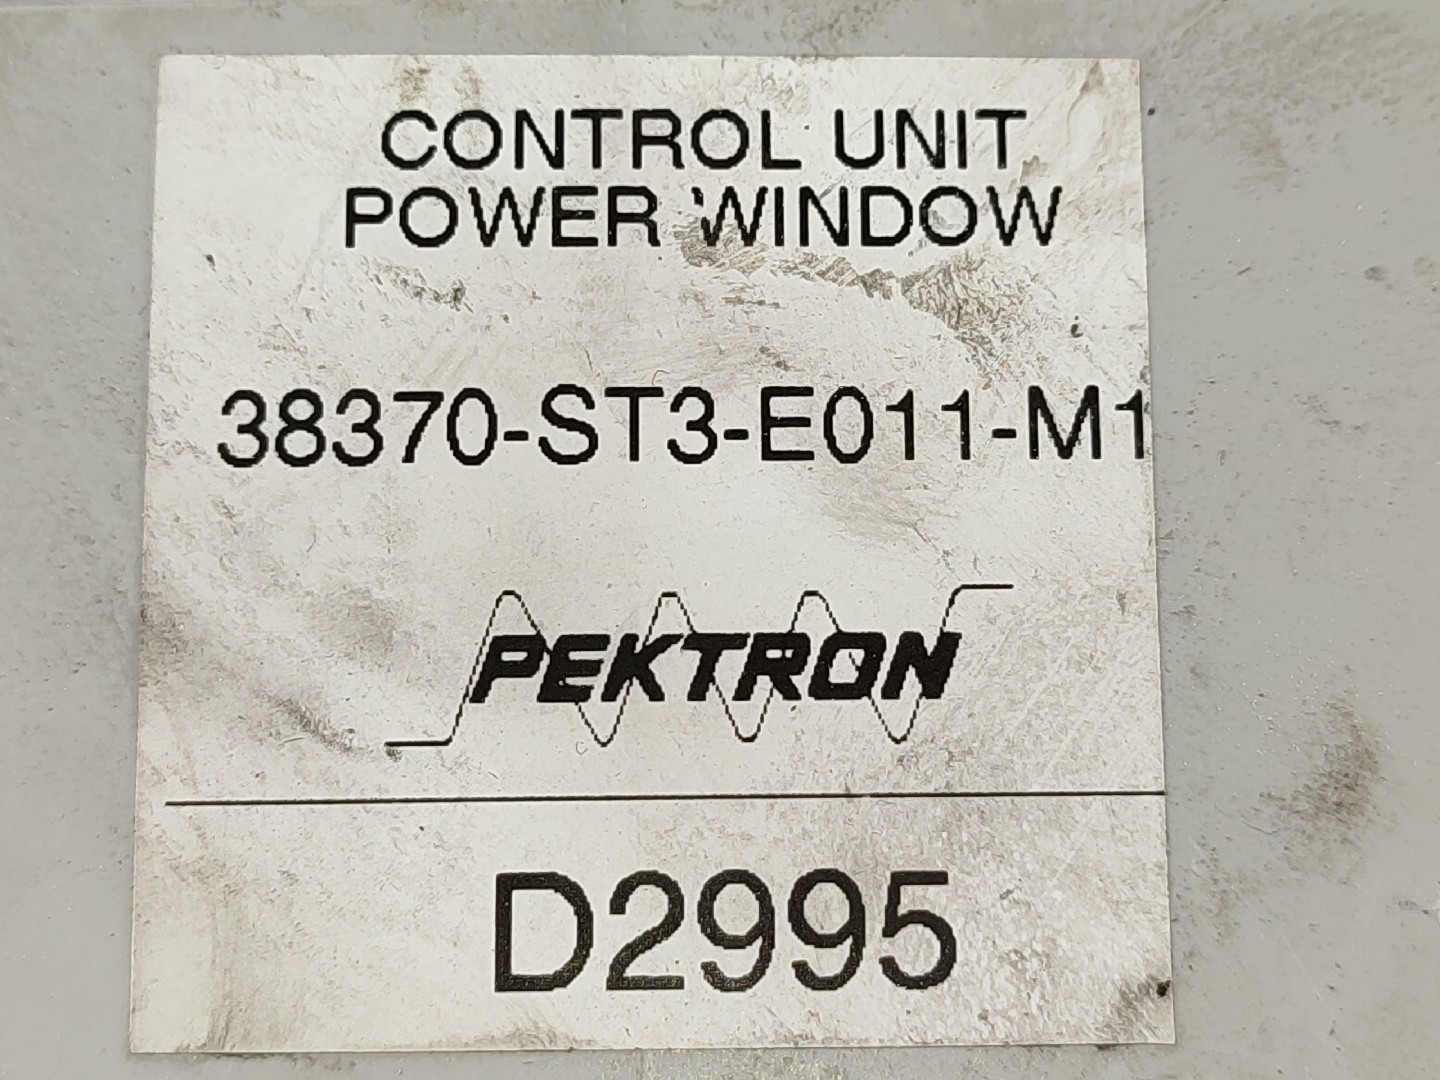 CONTROL UNIT
POWER WINDOW
38370-ST3-E011-M1
PEKTRON
D2995